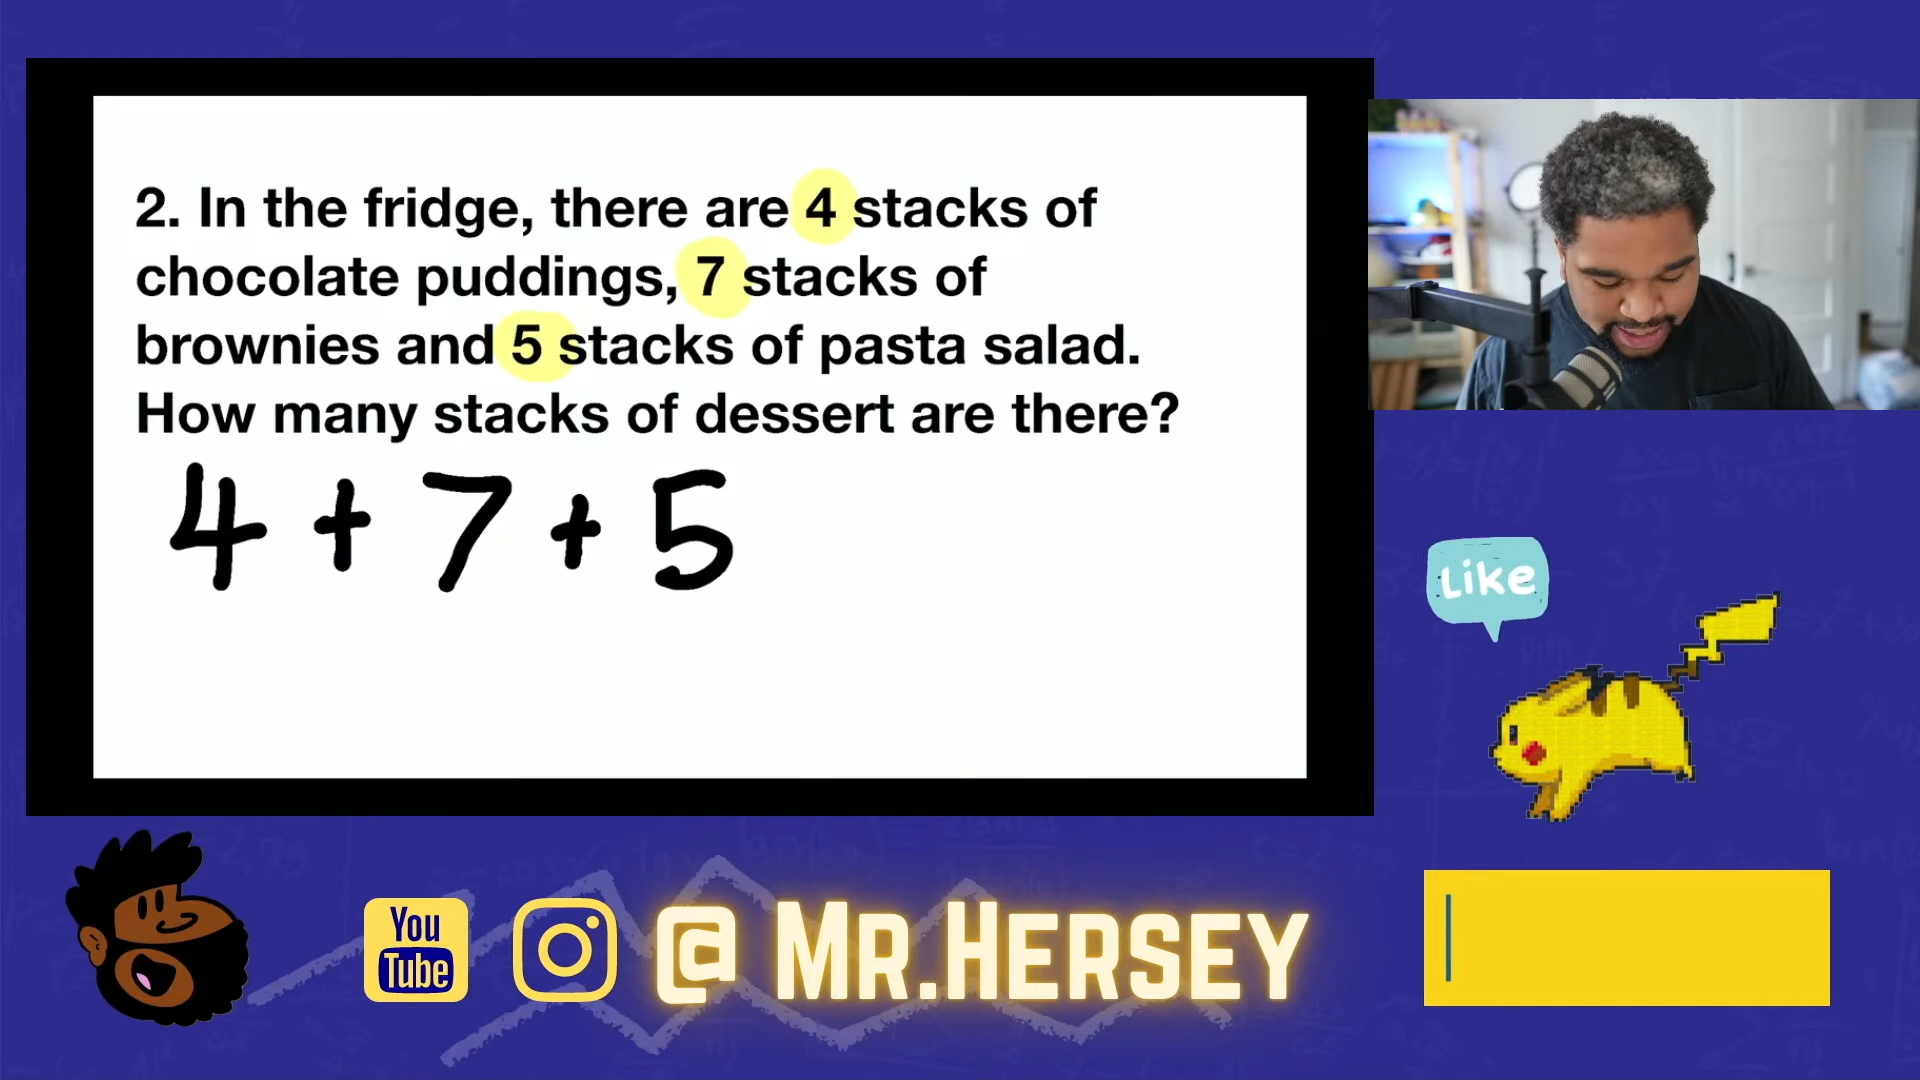 2. In the fridge, there are 4 stacks of
chocolate puddings, 7 stacks of
brownies and 5 stacks of pasta salad.
How many stacks of dessert are there?
4 + 7 + 5
Like
You
Tube
@ MR.HERSEY